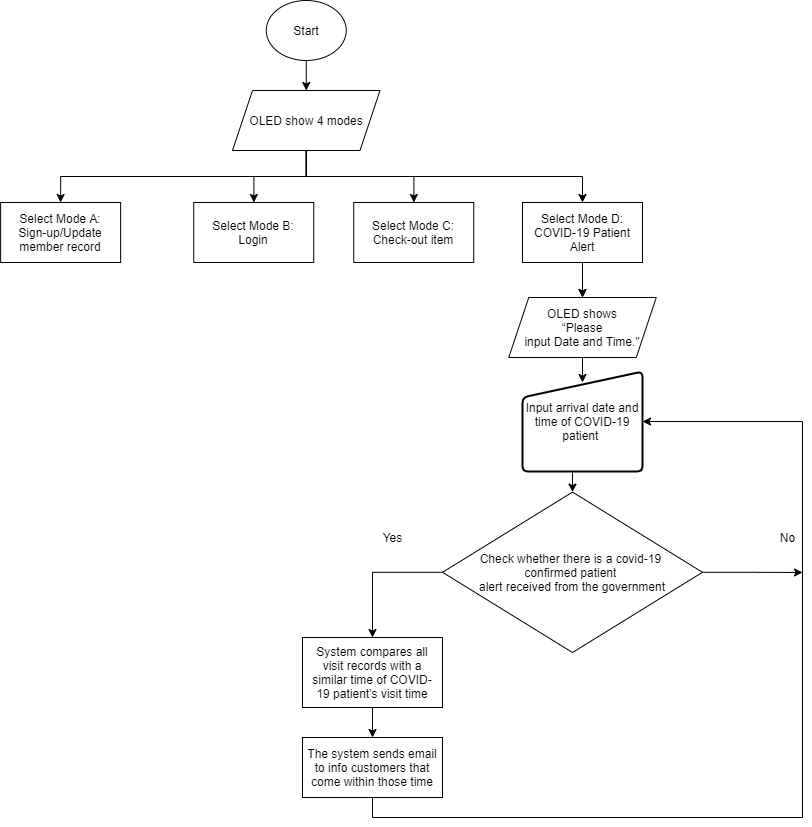 Start
OLED show 4 modes
Select Mode A:
Sign-up/Update
member record
Select Mode B:
Login
Select Mode C:
Check-out item
Select Mode D:
COVID-19 Patient
Alert
OLED shows
“Please
input Date and Time."
Input arrival date and
time of COVID-19
patient
Yes
No
Check whether there is a covid-19
confirmed patient
alert received from the government
System compares all
visit records with a
similar time of COVID-
19 patient’s visit time
The system sends email
to info customers that
come within those time